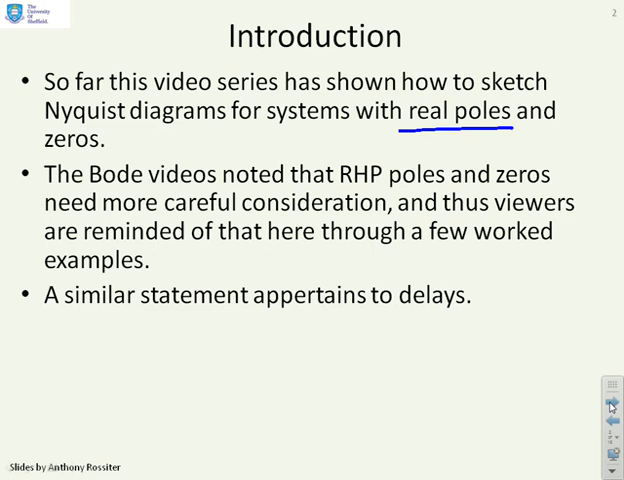 The
University
Of
Sheffield.
2
Introduction
• So far this video series has shown how to sketch
Nyquist diagrams for systems with real poles and
zeros.
• The Bode videos noted that RHP poles and zeros
need more careful consideration, and thus viewers
are reminded of that here through a few worked
examples.
• A similar statement appertains to delays.
Slides by Anthony Rossiter